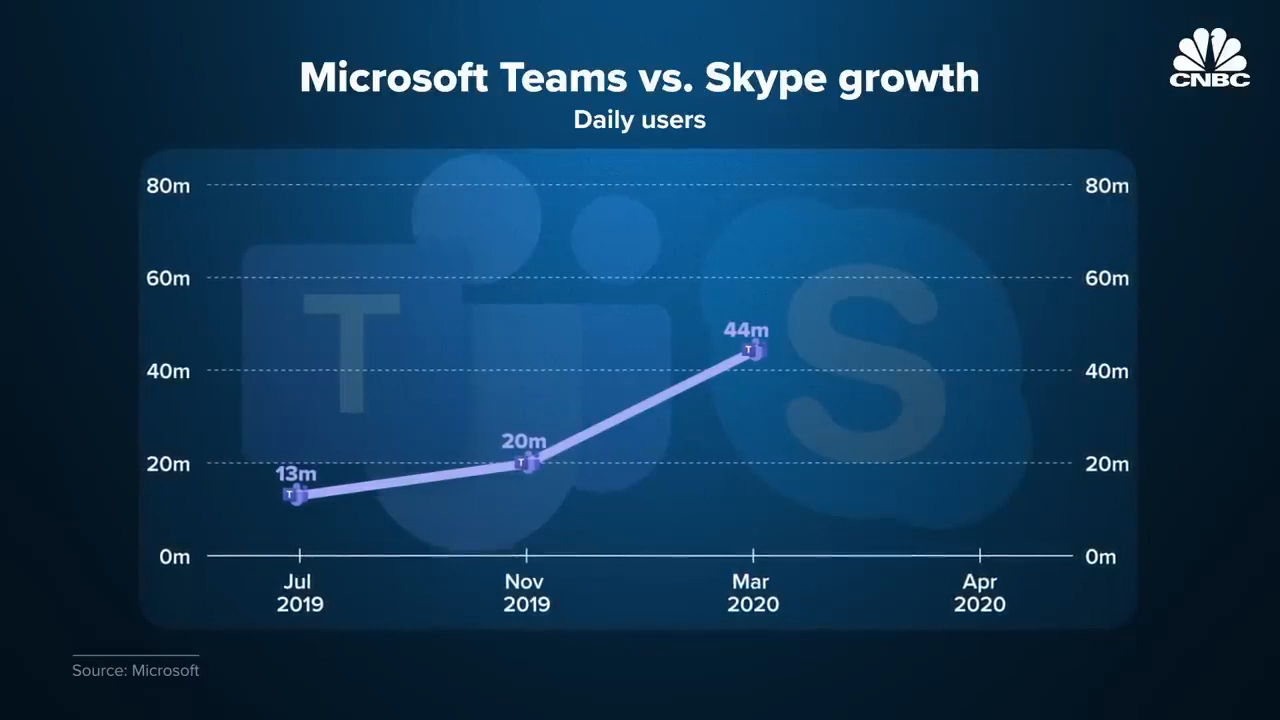 CNBC
Microsoft Teams vs. Skype growth
Daily users
80m
80m
60m
60m
T
S
44m
T
40m
40m
20m
T
20m
20m
13m
T
0m
0m
Jul
2019
Nov
2019
Mar
2020
Apr
2020
Source: Microsoft